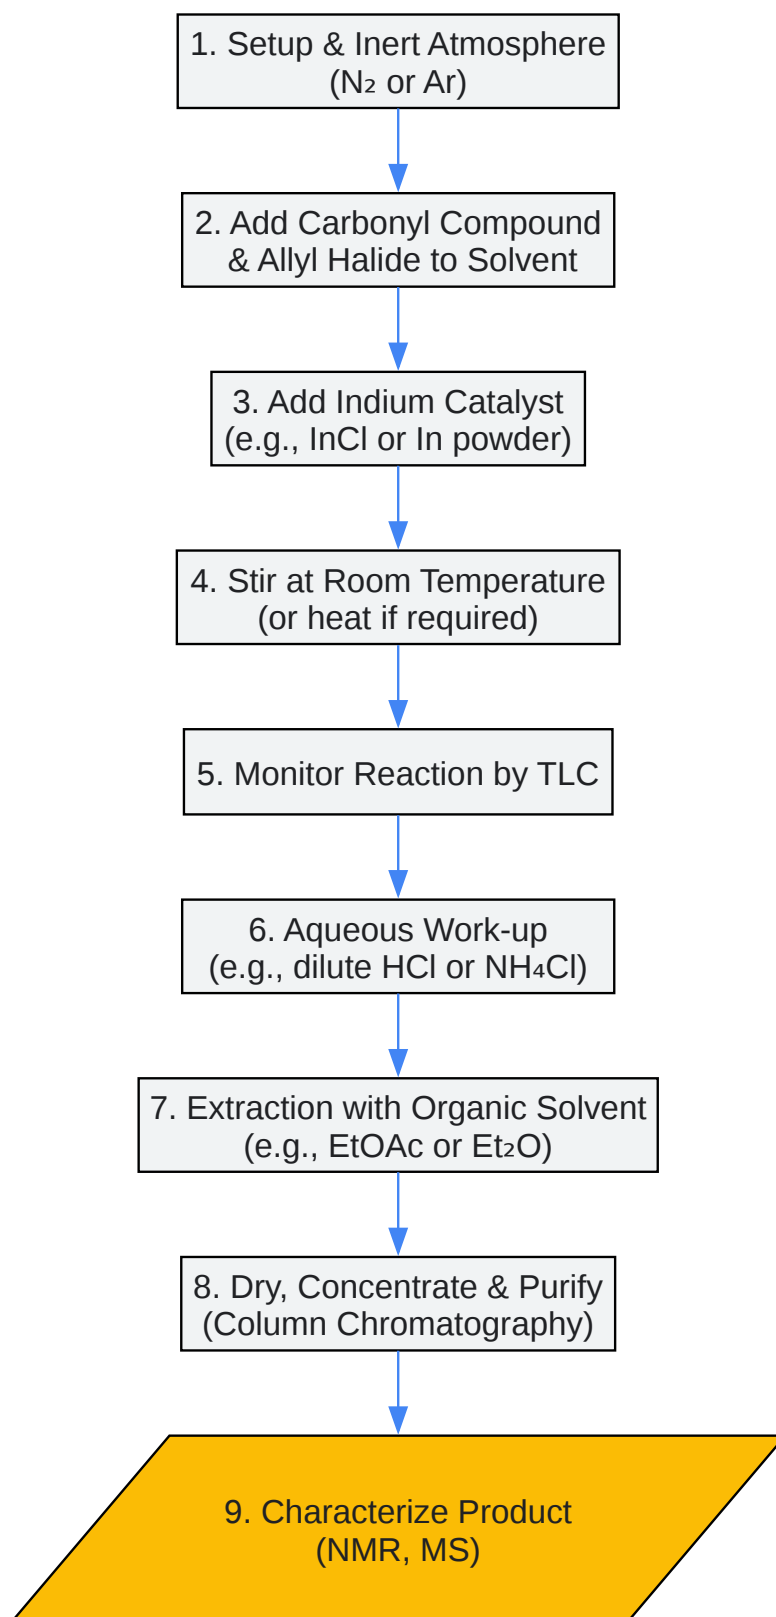 1. Setup & Inert Atmosphere
(N₂ or Ar)
2. Add Carbonyl Compound
& Allyl Halide to Solvent
3. Add Indium Catalyst
(e.g., InCl or In powder)
4. Stir at Room Temperature
(or heat if required)
5. Monitor Reaction by TLC
6. Aqueous Work-up
(e.g., dilute HCl or NH₄Cl)
7. Extraction with Organic Solvent
(e.g., EtOAc or Et₂O)
8. Dry, Concentrate & Purify
(Column Chromatography)
9. Characterize Product
(NMR, MS)